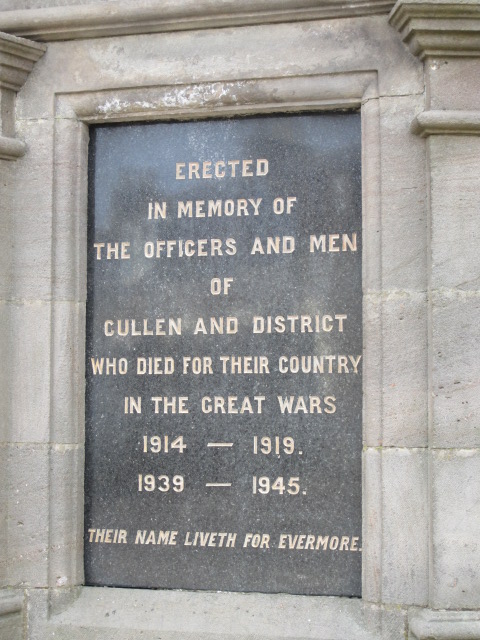 ERECTED
IN MEMORY OF
THE OFFICERS AND MEN
OF
CULLEN AND DISTRICT
WHO DIED FOR THEIR COUNTRY
IN THE GREAT WARS
1914 — 1919.
1939 — 1945.
THEIR NAME LIVETH FOR EVERMORE.